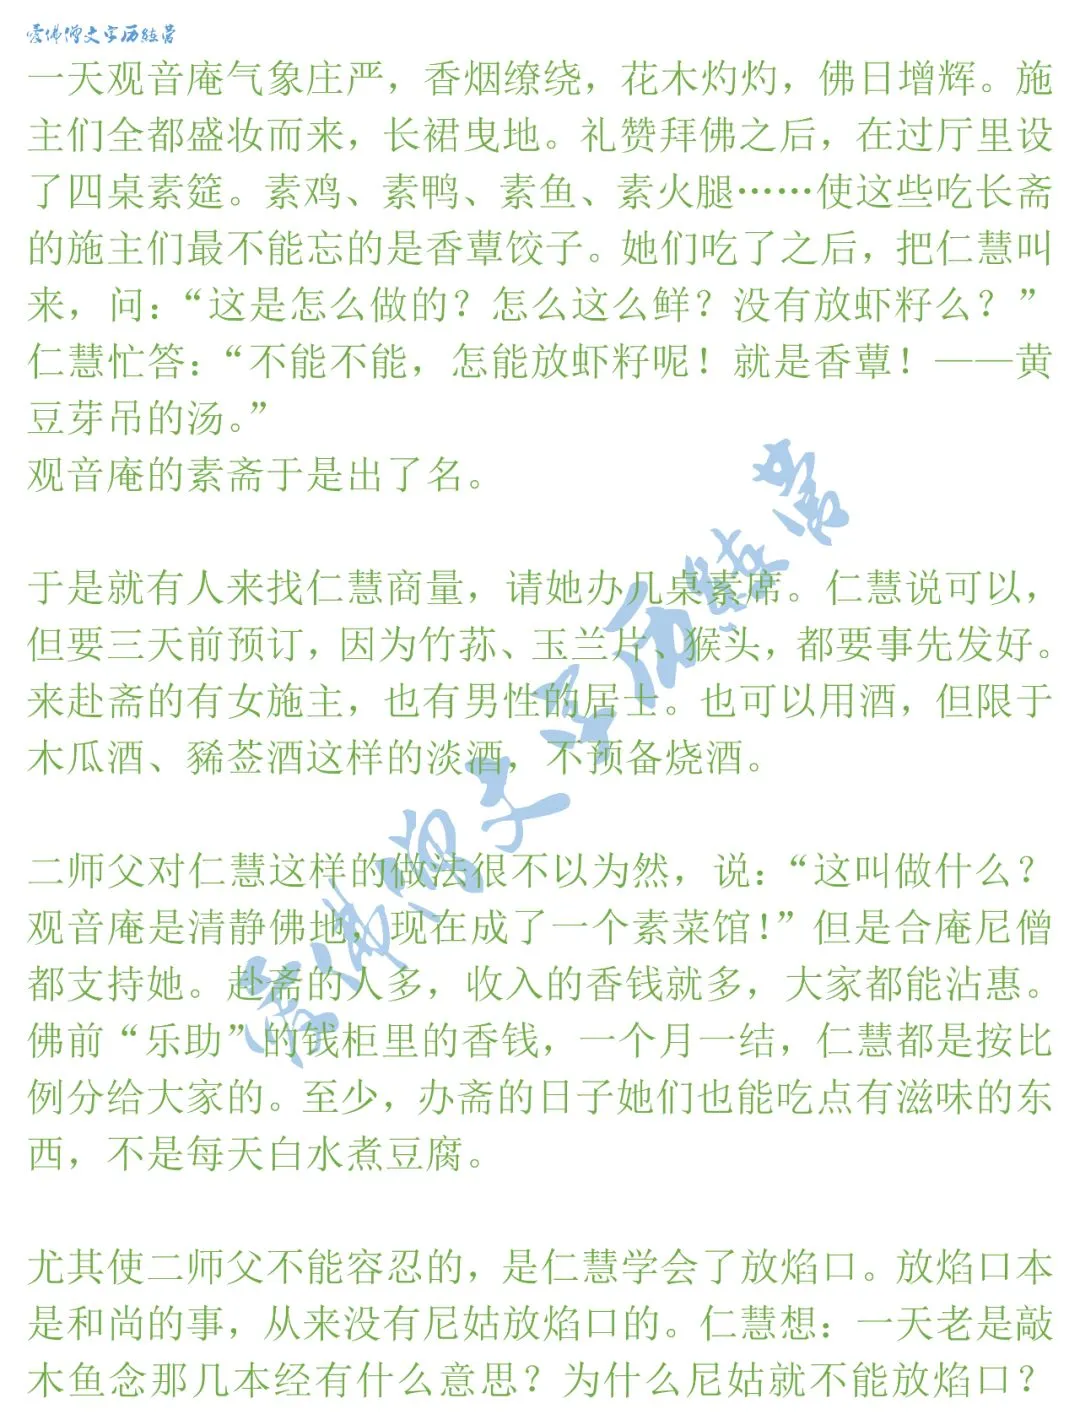 爱佛僧文字历练营
一天观音庵气象庄严，香烟缭绕，花木灼灼，佛日增辉。施
主们全都盛妆而来，长裙曳地。礼赞拜佛之后，在过厅里设
了四桌素筵。素鸡、素鸭、素鱼、素火腿……使这些吃长斋
的施主们最不能忘的是香蕈饺子。她们吃了之后，把仁慧叫
来，问：“这是怎么做的？怎么这么鲜？没有放虾籽么？”
仁慧忙答：“不能不能，怎能放虾籽呢！就是香蕈！——黄
豆芽吊的汤。”
观音庵的素斋于是出了名。
于是就有人来找仁慧商量，请她办几桌素席。仁慧说可以，
但要三天前预订，因为竹荪、玉兰片、猴头，都要事先发好。
来赴斋的有女施主，也有男性的居士。也可以用酒，但限于
木瓜酒、豨莶酒这样的淡酒，不预备烧酒。
二师父对仁慧这样的做法很不以为然，说：“这叫做什么？
观音庵是清静佛地，现在成了一个素菜馆！”但是合庵尼僧
都支持她。赴斋的人多，收入的香钱就多，大家都能沾惠。
佛前“乐助”的钱柜里的香钱，一个月一结，仁慧都是按比
例分给大家的。至少，办斋的日子她们也能吃点有滋味的东
西，不是每天白水煮豆腐。
尤其使二师父不能容忍的，是仁慧学会了放焰口。放焰口本
是和尚的事，从来没有尼姑放焰口的。仁慧想：一天老是敲
木鱼念那几本经有什么意思？为什么尼姑就不能放焰口？
爱佛僧文字历练营